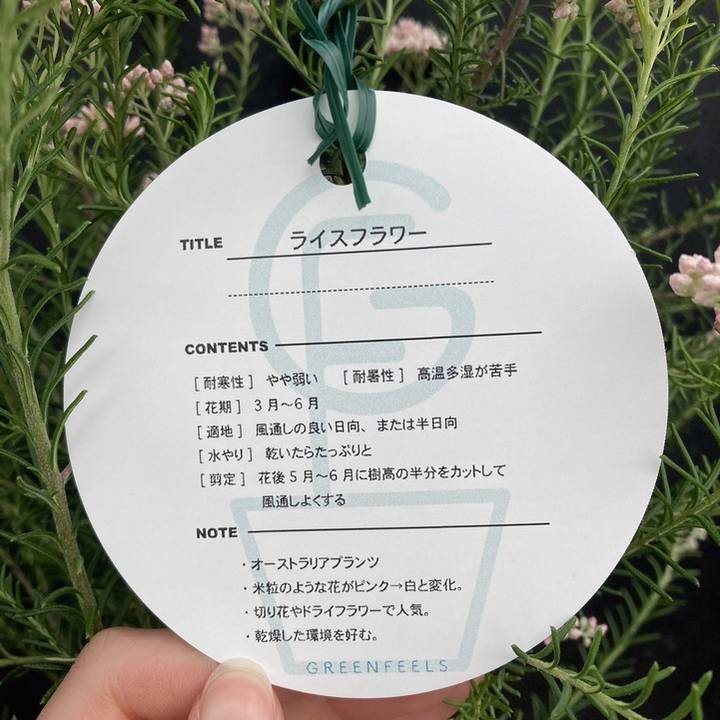 TITLE ライスフラワー
CONTENTS
[耐寒性] やや弱い [耐暑性] 高温多湿が苦手
[花期] 3月～6月
[適地] 風通しの良い日向、または半日向
[水やり] 乾いたらたっぷりと
[剪定] 花後5月～6月に樹高の半分をカットして
風通しよくする
NOTE
・オーストラリアプランツ
・米粒のような花がピンク→白と変化。
・切り花やドライフラワーで人気。
・乾燥した環境を好む。
GREENFEELS